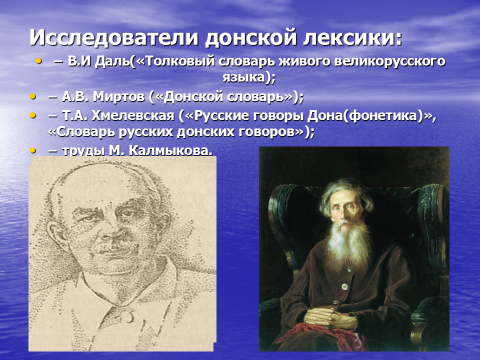 Исследователи донской лексики:
• – В.И Даль(«Толковый словарь живого великорусского
языка);
• – А.В. Миртов («Донской словарь»);
• – Т.А. Хмелевская («Русские говоры Дона(фонетика)»,
«Словарь русских донских говоров»);
• – труды М. Калмыкова.